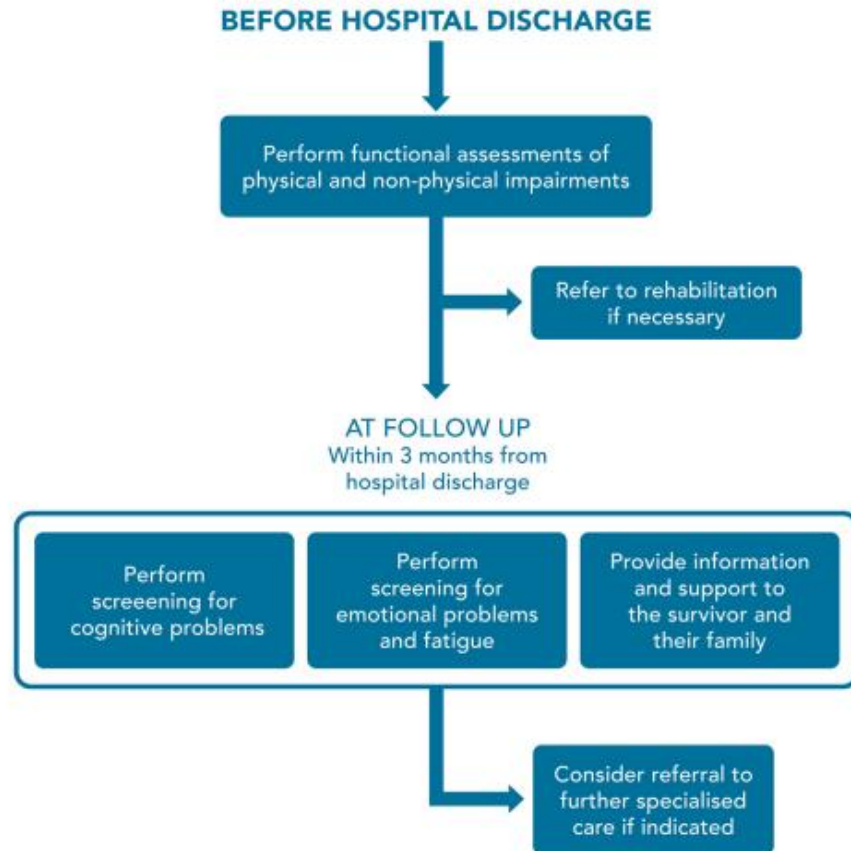 BEFORE HOSPITAL DISCHARGE
Perform functional assessments of
physical and non-physical impairments
Refer to rehabilitation
if necessary
AT FOLLOW UP
Within 3 months from
hospital discharge
Perform
screeening for
cognitive problems
Perform
screening for
emotional problems
and fatigue
Provide information
and support to
the survivor and
their family
Consider referral to
further specialised
care if indicated